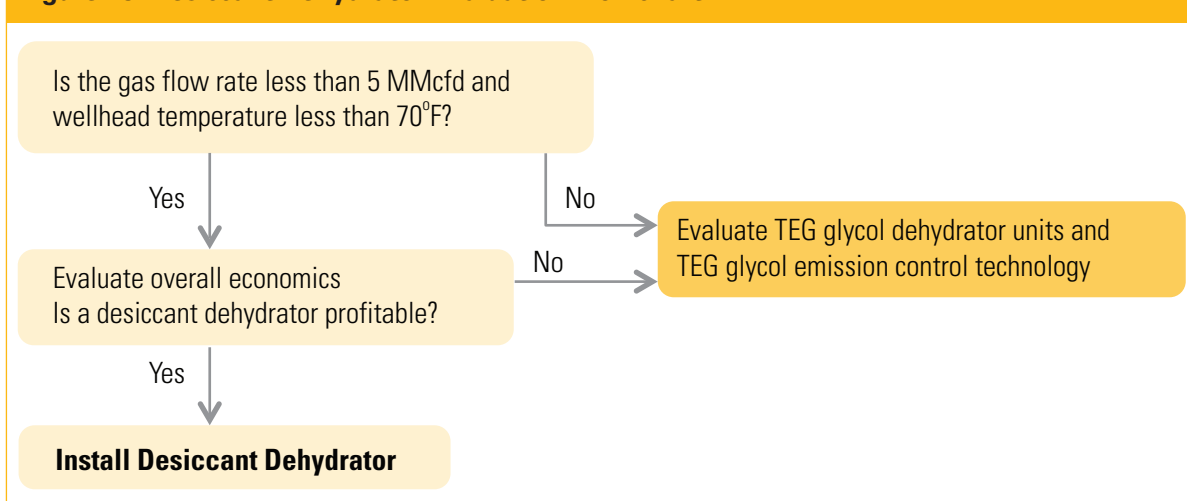 Is the gas flow rate less than 5 MMcfd and
wellhead temperature less than 70°F?
Yes
No
Evaluate TEG glycol dehydrator units and
TEG glycol emission control technology
Evaluate overall economics
Is a desiccant dehydrator profitable?
No
Yes
Install Desiccant Dehydrator